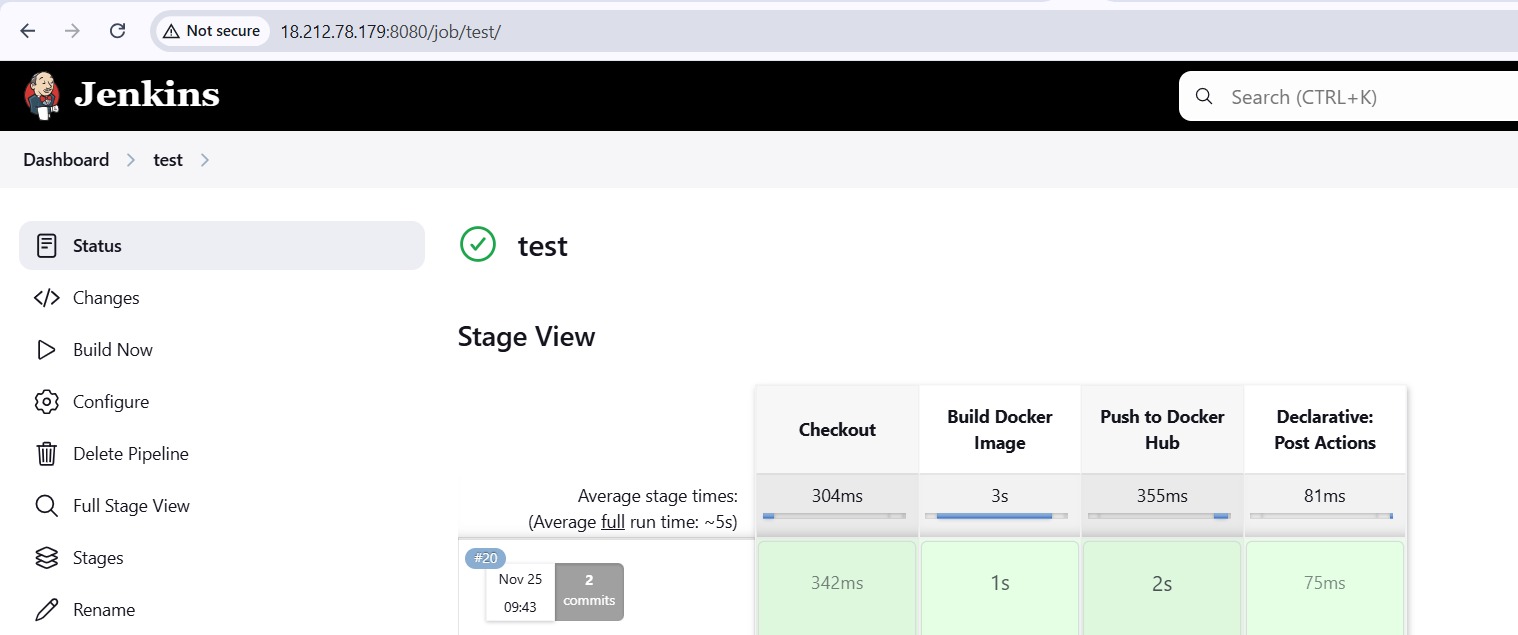 Not secure 18.212.78.179:8080/job/test/
Jenkins
Search (CTRL+K)
Dashboard
test
Status
Changes
Build Now
Configure
Delete Pipeline
Full Stage View
Stages
Rename
test
Stage View
Checkout
Build Docker
Image
Push to Docker
Hub
Declarative:
Post Actions
Average stage times:
(Average full run time: ~5s)
304ms
3s
355ms
81ms
#20
Nov 25
09:43
2
commits
342ms
1s
2s
75ms